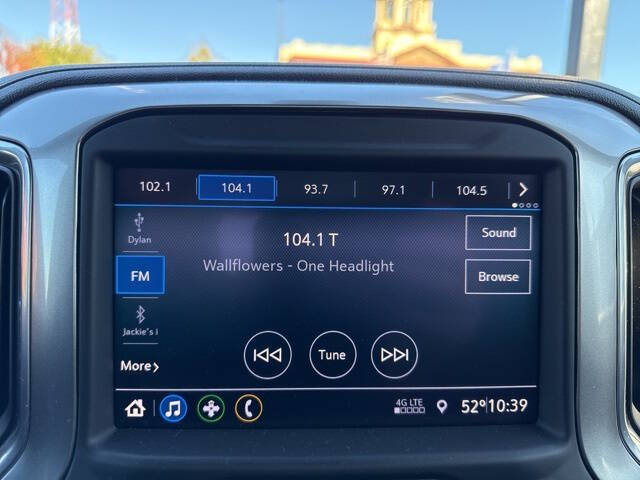 102.1 104.1 93.7 97.1 104.5
Dylan
104.1 T
Sound
FM
Wallflowers - One Headlight
Browse
Jackie's i
Tune
More
4G LTE
52° 10:39